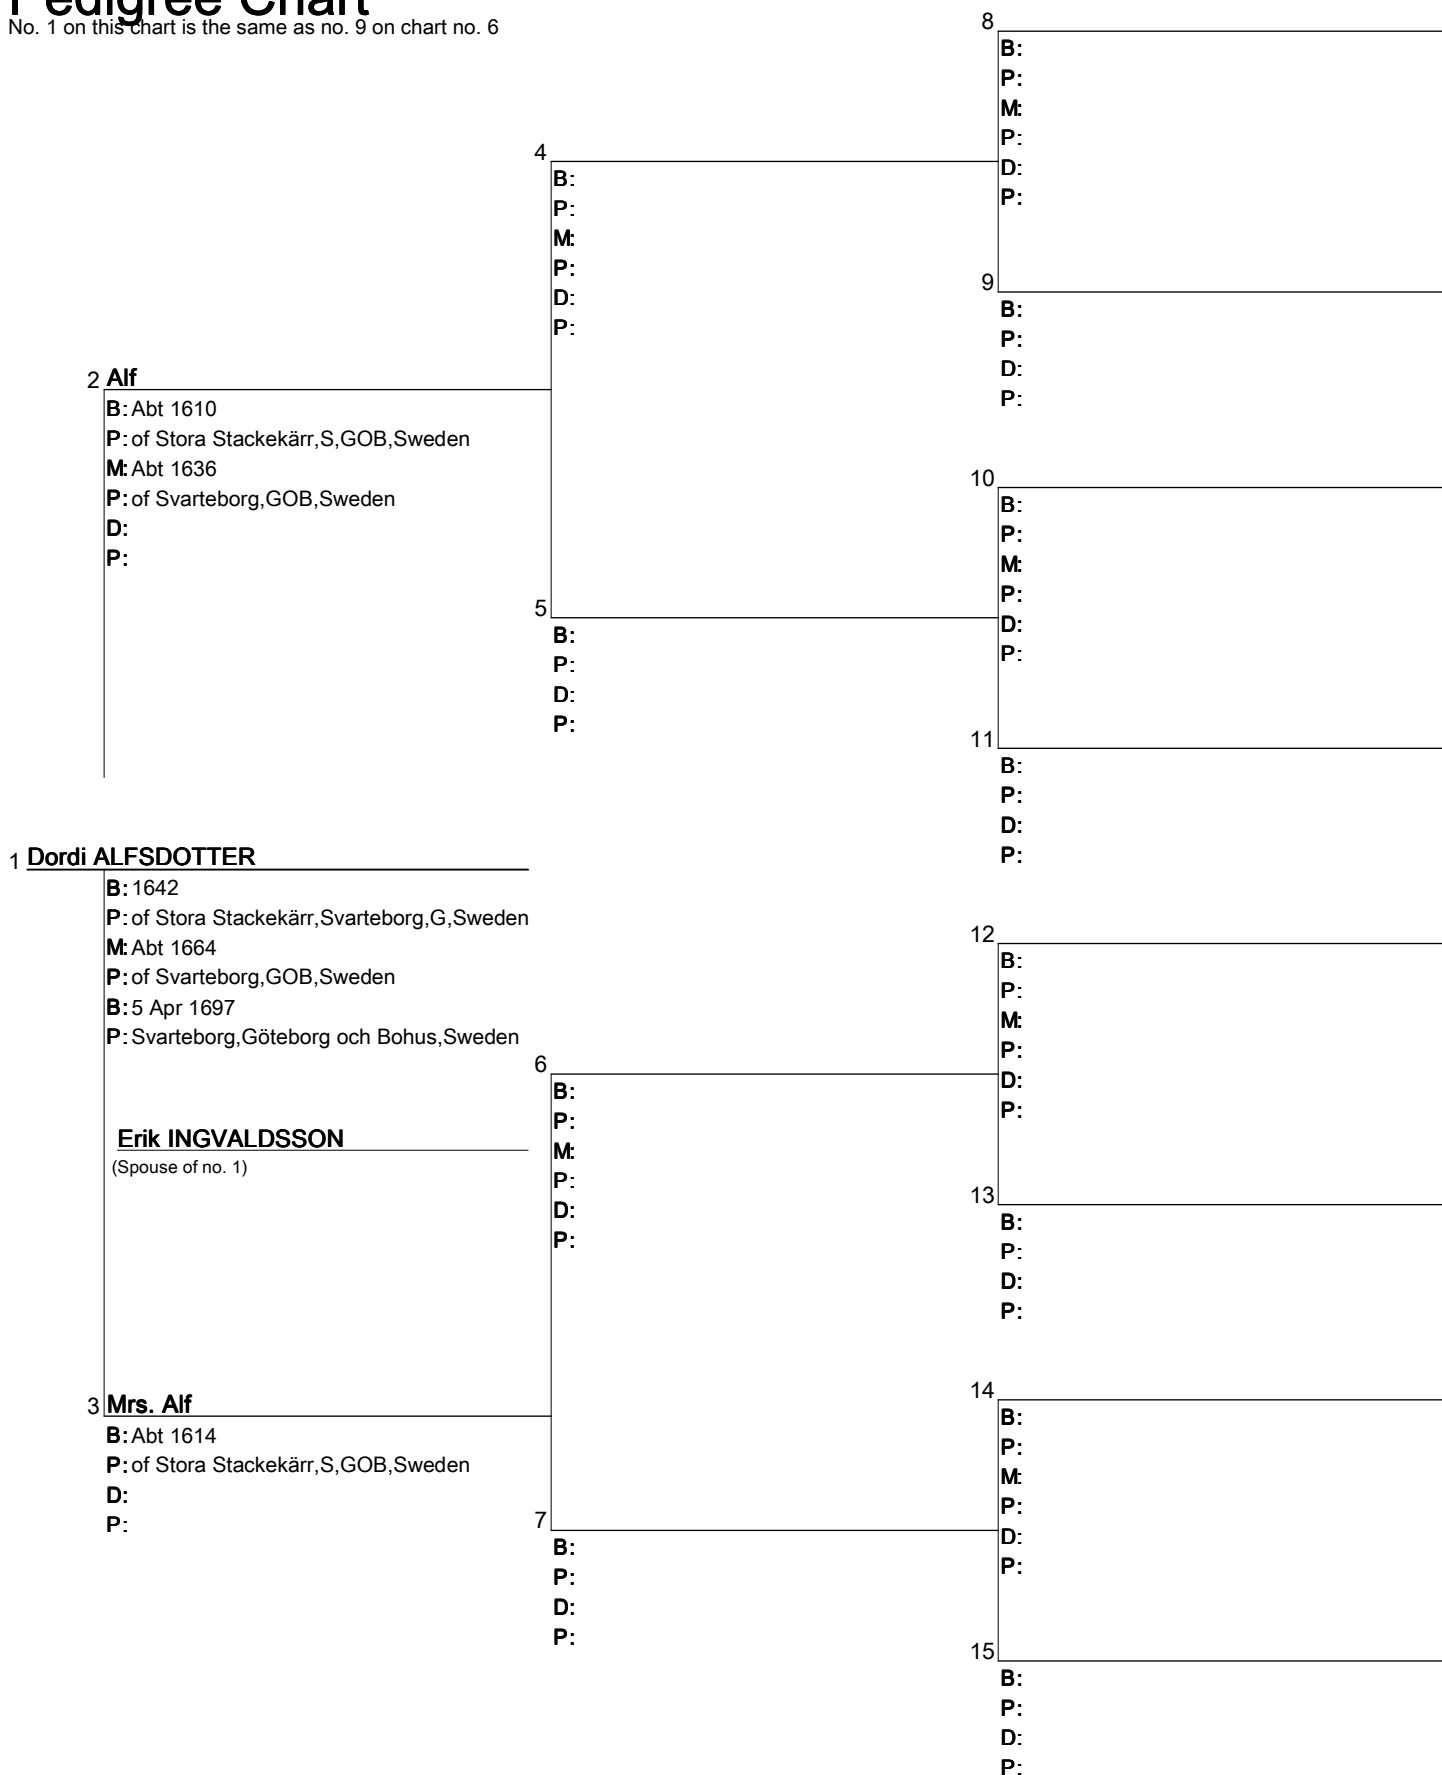 Pedigree Chart
No. 1 on this chart is the same as no. 9 on chart no. 6
8
B:
P:
M:
P:
D:
P:
4
B:
P:
M:
P:
D:
P:
9
B:
P:
D:
P:
2 Alf
B: Abt 1610
P: of Stora Stackekärr,S,GOB,Sweden
M: Abt 1636
P: of Svarteborg,GOB,Sweden
D:
P:
10
B:
P:
M:
P:
D:
P:
5
B:
P:
D:
P:
11
B:
P:
D:
P:
1 Dordi ALFSDOTTER
B: 1642
P: of Stora Stackekärr,Svarteborg,G,Sweden
M: Abt 1664
P: of Svarteborg,GOB,Sweden
B: 5 Apr 1697
P: Svarteborg,Göteborg och Bohus,Sweden
Erik INGVALDSSON
(Spouse of no. 1)
12
B:
P:
M:
P:
D:
P:
6
B:
P:
M:
P:
D:
P:
13
B:
P:
D:
P:
3 Mrs. Alf
B: Abt 1614
P: of Stora Stackekärr,S,GOB,Sweden
D:
P:
14
B:
P:
M:
P:
D:
P:
7
B:
P:
D:
P:
15
B:
P:
D:
P: